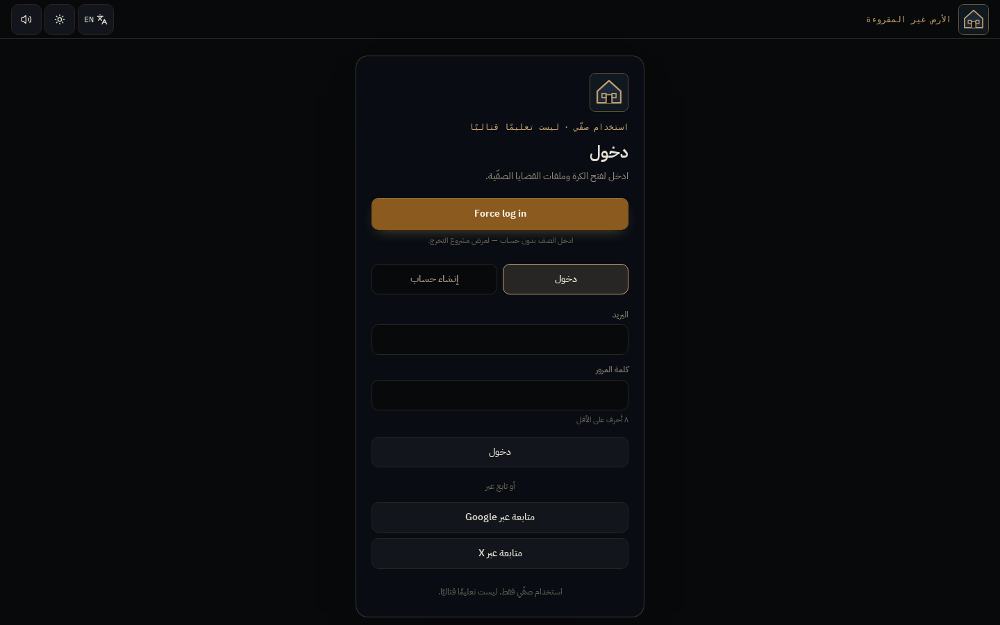 الأرض غير المقروءة
EN
استخدام صفّي · ليست تعليمًا قتاليًا
دخول
ادخل لفتح الكرة وملفات القضايا الصفّية.
Force log in
ادخل الصف بدون حساب — لعرض مشروع التخرج.
دخول
إنشاء حساب
البريد
كلمة المرور
٨ أحرف على الأقل
دخول
أو تابع عبر
متابعة عبر Google
متابعة عبر X
استخدام صفّي فقط. ليست تعليمًا قتاليًا.